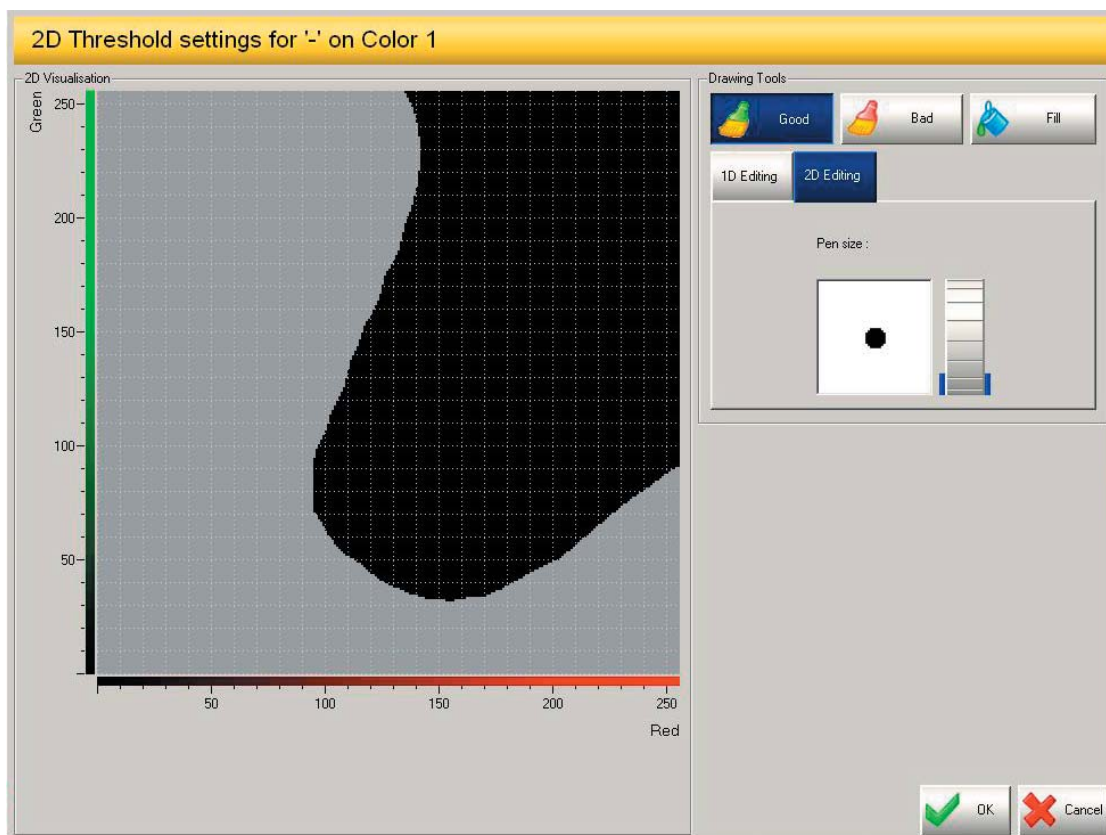 2D Threshold settings for '-' on Color 1
2D Visualisation
Green
250
200
150
100
50
50
100
150
200
250
Red
Drawing Tools
Good
Bad
Fill
1D Editing
2D Editing
Pen size :
OK
Cancel